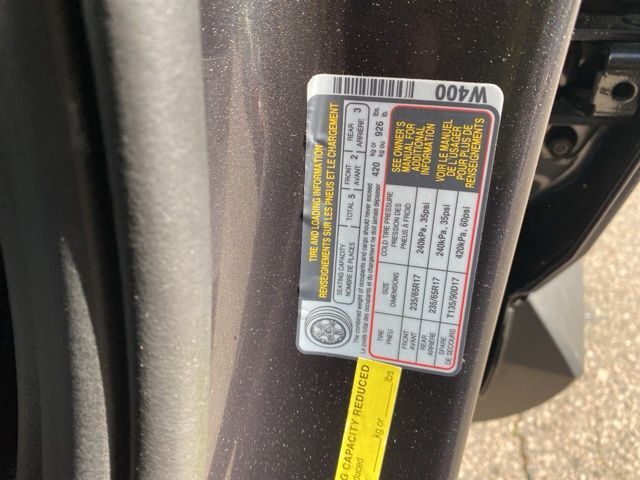 W400
TIRE AND LOADING INFORMATION
RENSEIGNEMENTS SUR LES PNEUS ET LE CHARGEMENT
SEATING CAPACITY
NOMBRE DE PLACES
TOTAL 5
FRONT
AVANT
2
REAR
ARRIÈRE
3
The combined weight of occupants and cargo should never exceed
Le poids total des occupants et du chargement ne doit jamais dépasser
420 kg or
kg ou
926 lbs.
lb.
TIRE
PNEU
SIZE
DIMENSIONS
COLD TIRE PRESSURE
PRESSION DES
PNEUS À FROID
FRONT
AVANT
235/65R17
240kPa, 35psi
REAR
ARRIÈRE
235/65R17
240kPa, 35psi
SPARE
DE SECOURS
T135/90D17
420kPa, 60psi
SEE OWNER'S
MANUAL FOR
ADDITIONAL
INFORMATION
VOIR LE MANUEL
DE L'USAGER
POUR PLUS DE
RENSEIGNEMENTS
CAPACITY REDUCED
kg or lbs